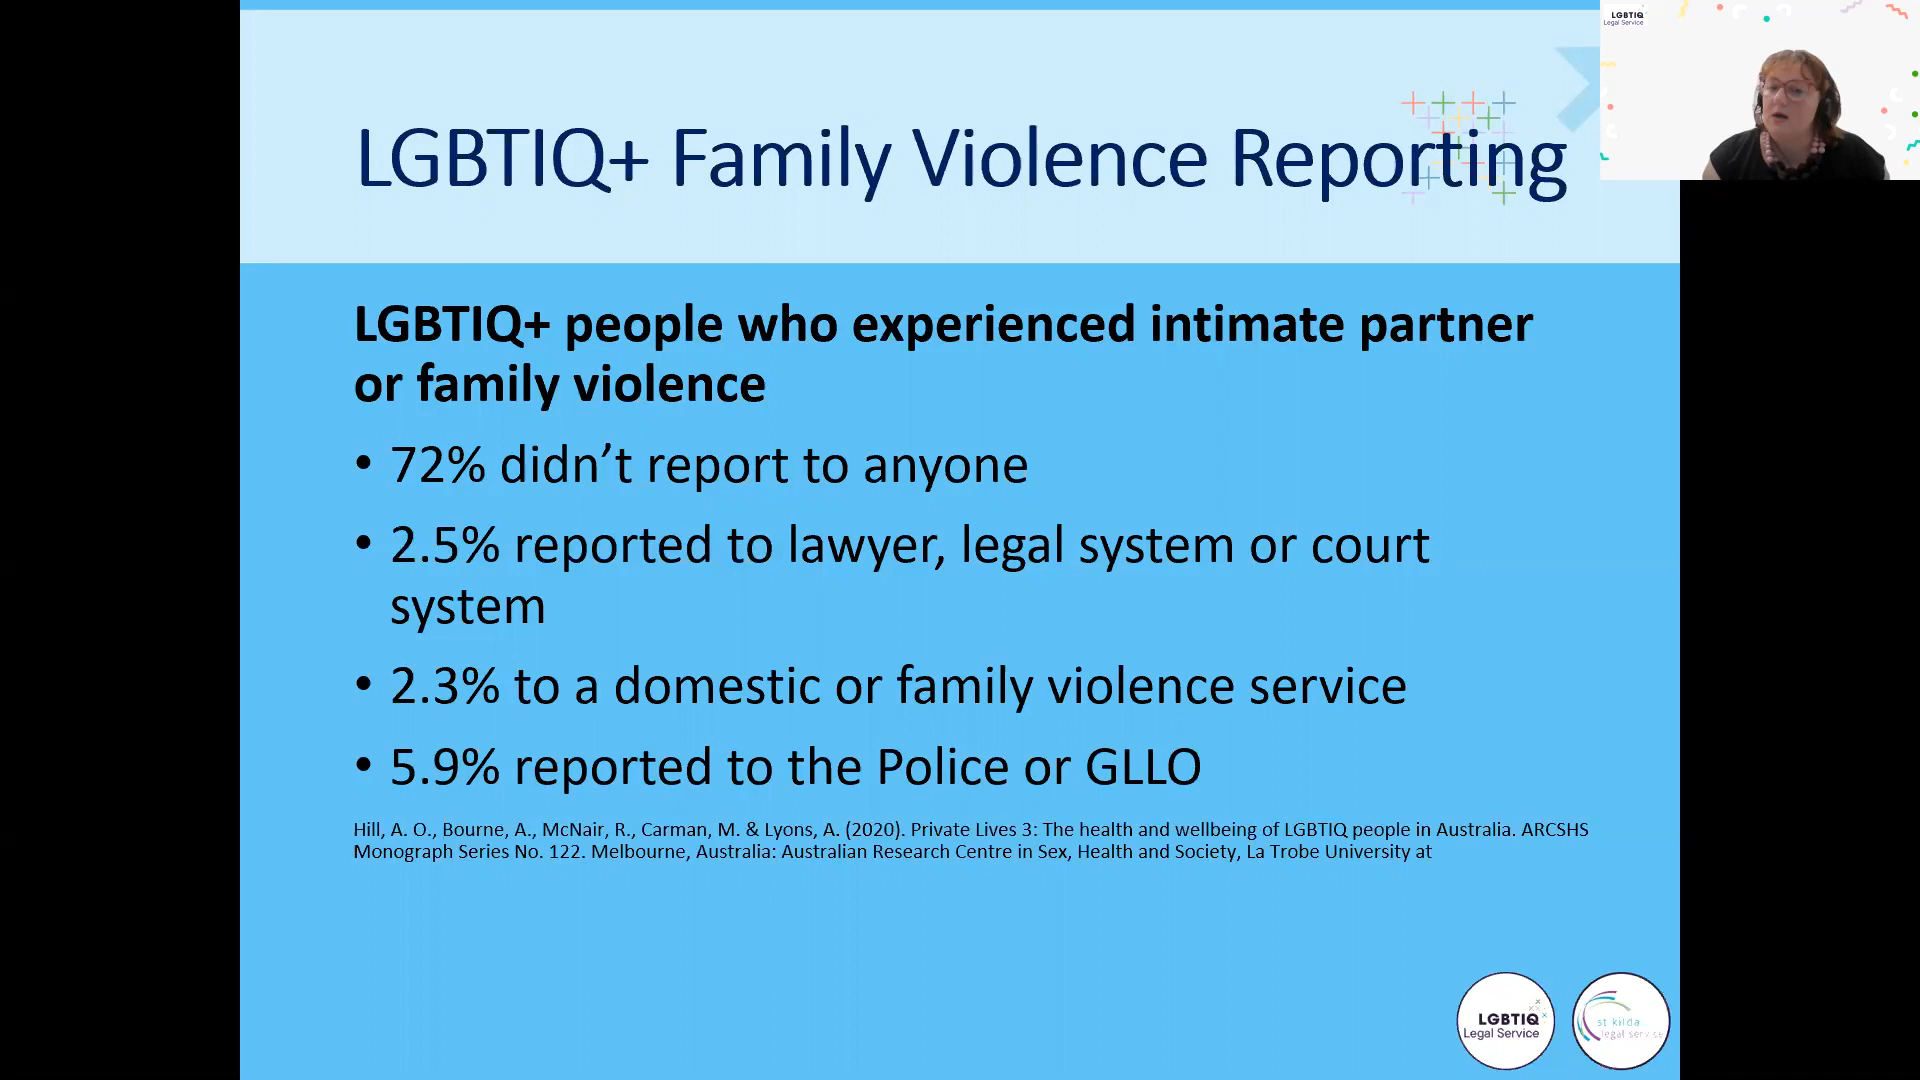 LGBTIQ+ Family Violence Reporting
LGBTIQ
Legal Service
LGBTIQ+ people who experienced intimate partner
or family violence
• 72% didn’t report to anyone
• 2.5% reported to lawyer, legal system or court
system
• 2.3% to a domestic or family violence service
• 5.9% reported to the Police or GLLO
Hill, A. O., Bourne, A., McNair, R., Carman, M. & Lyons, A. (2020). Private Lives 3: The health and wellbeing of LGBTIQ people in Australia. ARCSHS
Monograph Series No. 122. Melbourne, Australia: Australian Research Centre in Sex, Health and Society, La Trobe University at
LGBTIQ
Legal Service
st kilda
legal service